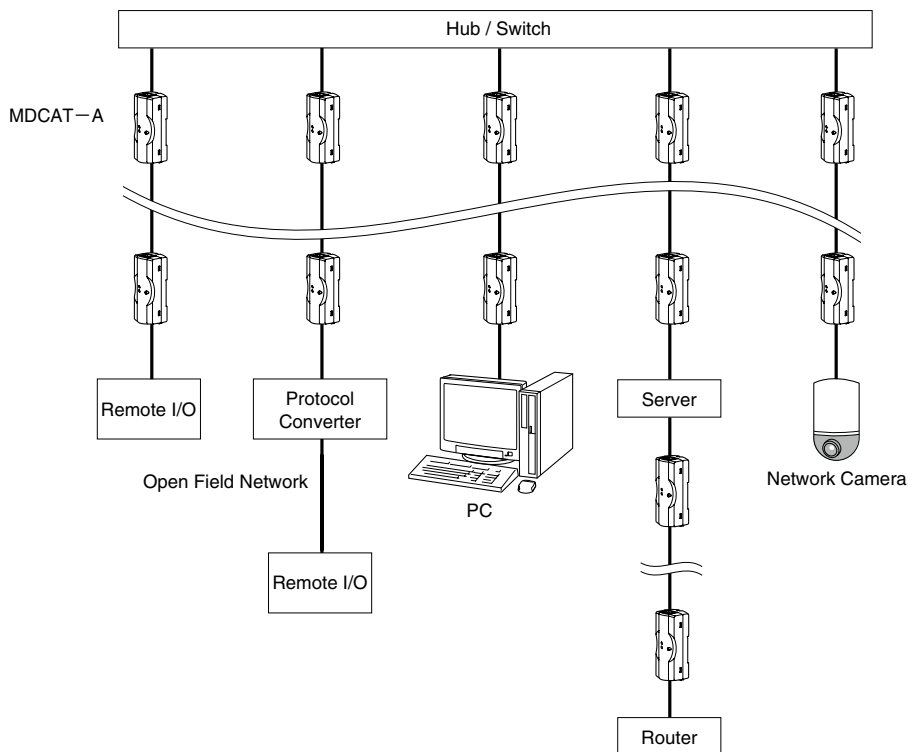 Hub / Switch
MDCAT－A
Remote I/O
Protocol
Converter
Server
Open Field Network
PC
Network Camera
Remote I/O
Router